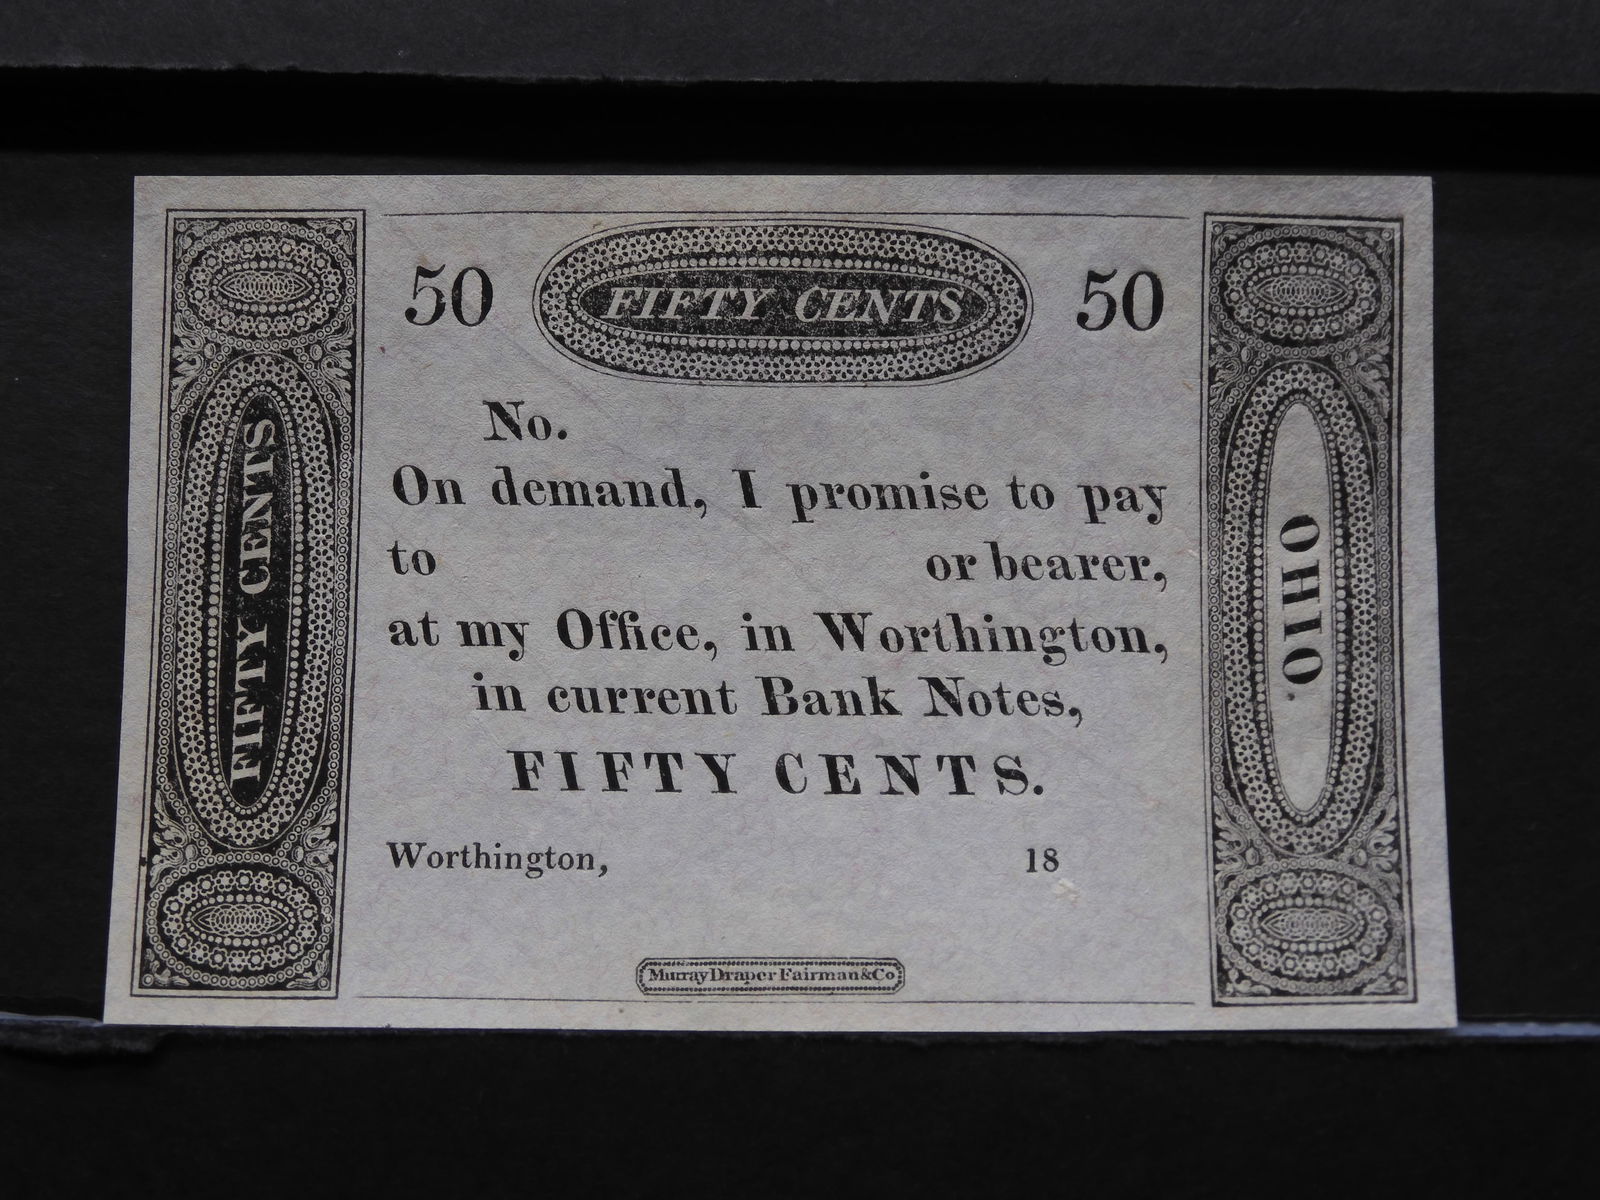 50 FIFTY CENTS 50
No.
On demand, I promise to pay
to or bearer,
at my Office, in Worthington,
in current Bank Notes,
FIFTY CENTS.
Worthington, 18
Murray Draper Fairman & Co
FIFTY CENTS
OHIO